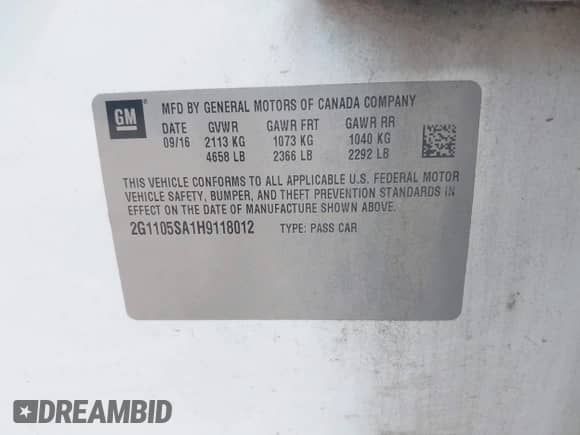 GM
MFD BY GENERAL MOTORS OF CANADA COMPANY
DATE GVWR GAWR FRT GAWR RR
09/16 2113 KG 1073 KG 1040 KG
4658 LB 2366 LB 2292 LB
THIS VEHICLE CONFORMS TO ALL APPLICABLE U.S. FEDERAL MOTOR
VEHICLE SAFETY, BUMPER, AND THEFT PREVENTION STANDARDS IN
EFFECT ON THE DATE OF MANUFACTURE SHOWN ABOVE.
2G1105SA1H9118012 TYPE: PASS CAR
DREAMBID